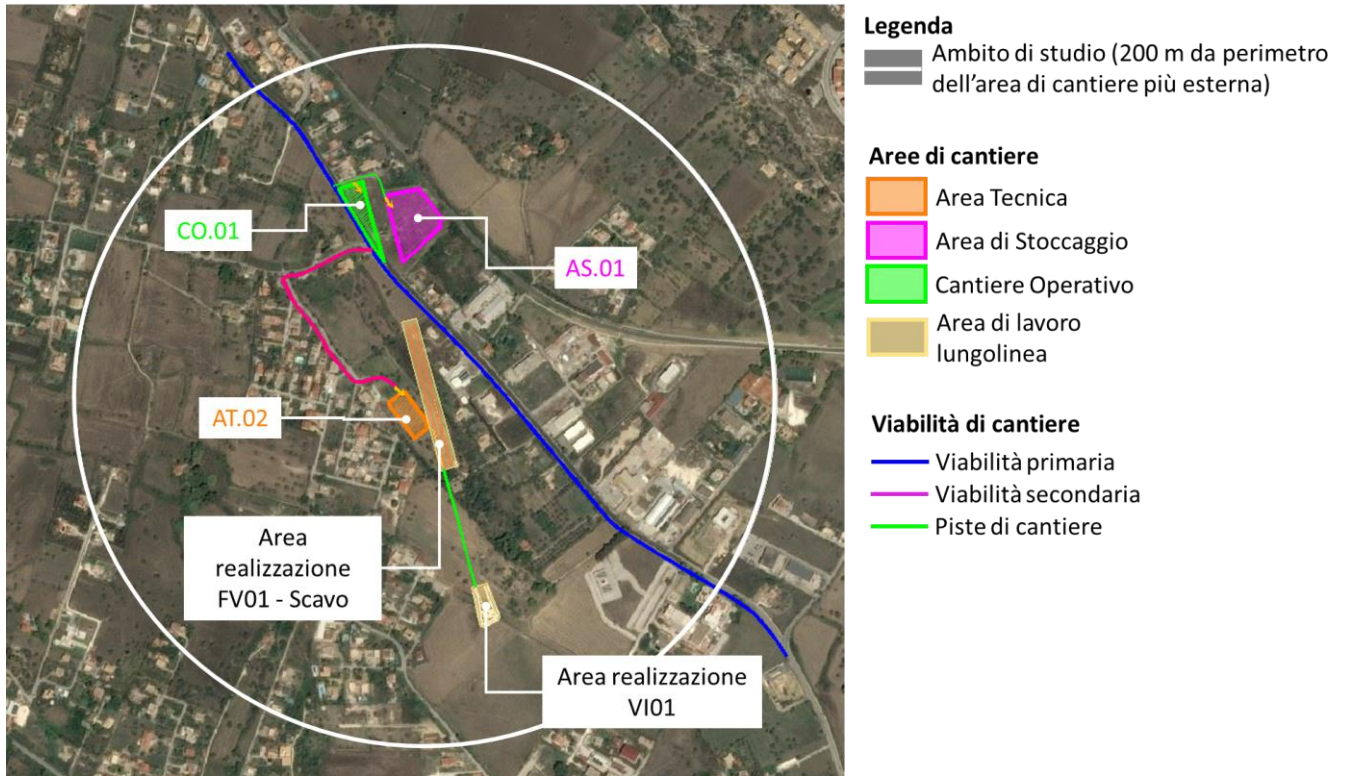 CO.01
AS.01
AT.02
Area
realizzazione
FV01 - Scavo
Area realizzazione
VI01
Legenda
Ambito di studio (200 m da perimetro
dell'area di cantiere più esterna)
Aree di cantiere
Area Tecnica
Area di Stoccaggio
Cantiere Operativo
Area di lavoro
lungolinea
Viabilità di cantiere
Viabilità primaria
Viabilità secondaria
Piste di cantiere